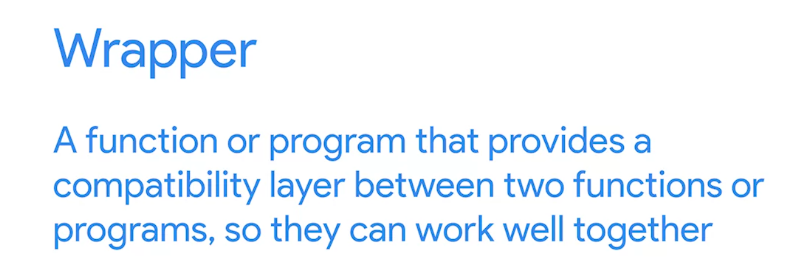 Wrapper
A function or program that provides a
compatibility layer between two functions or
programs, so they can work well together